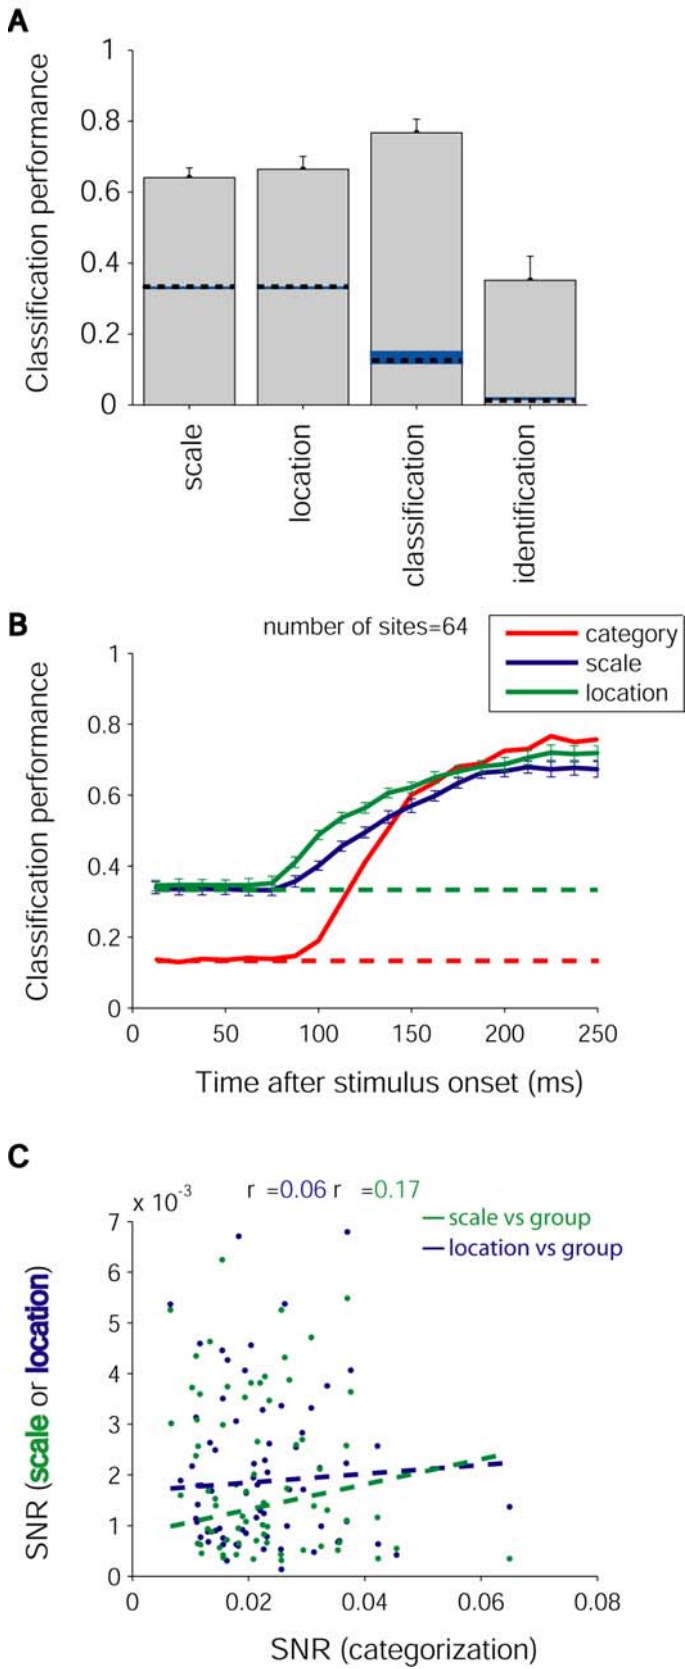 A
Classification performance
1
0.8
0.6
0.4
0.2
0
scale
location
classification
identification
B
number of sites=64
category
scale
location
Classification performance
1
0.8
0.6
0.4
0.2
0
0 50 100 150 200 250
Time after stimulus onset (ms)
C
x 10-3
r =0.06 r =0.17
scale vs group
location vs group
SNR (scale or location)
7
6
5
4
3
2
1
0
0 0.02 0.04 0.06 0.08
SNR (categorization)